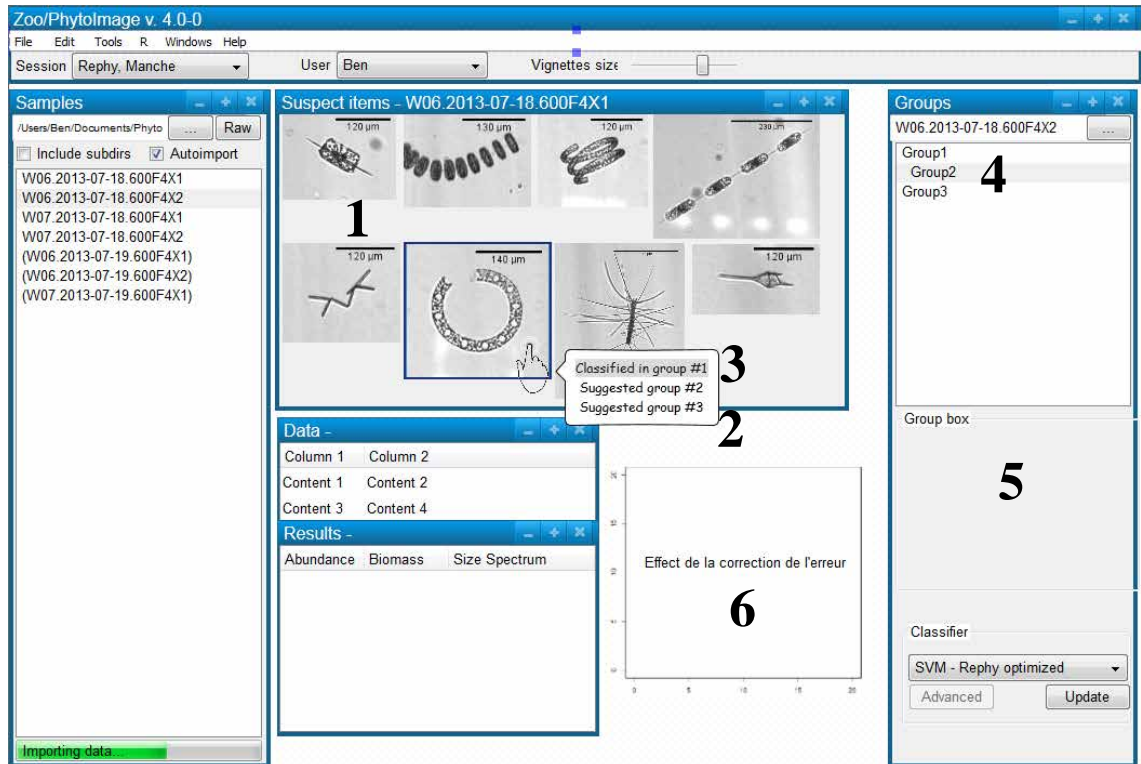 Zoo/PhytoImage v. 4.0-0
File Edit Tools R Windows Help
Session Rephy, Manche User Ben Vignettes size
Samples
/Users/Ben/Documents/Phyto ... Raw
Include subdirs Autoimport
W06.2013-07-18.600F4X1
W06.2013-07-18.600F4X2
W07.2013-07-18.600F4X1
W07.2013-07-18.600F4X2
(W06.2013-07-19.600F4X1)
(W06.2013-07-19.600F4X2)
(W07.2013-07-19.600F4X1)
Importing data...
Suspect items - W06.2013-07-18.600F4X1
120 µm 130 µm 120 µm 230 µm
1
120 µm 140 µm 120 µm
3
Classified in group #1
Suggested group #2
Suggested group #3
2
Data -
Column 1 Column 2
Content 1 Content 2
Content 3 Content 4
Results -
Abundance Biomass Size Spectrum
20
15
10
5
0
Effect de la correction de l'erreur
6
0 5 10 15 20
Groups
W06.2013-07-18.600F4X2 ...
Group1
Group2
Group3
4
Group box
5
Classifier
SVM - Rephy optimized
Advanced Update